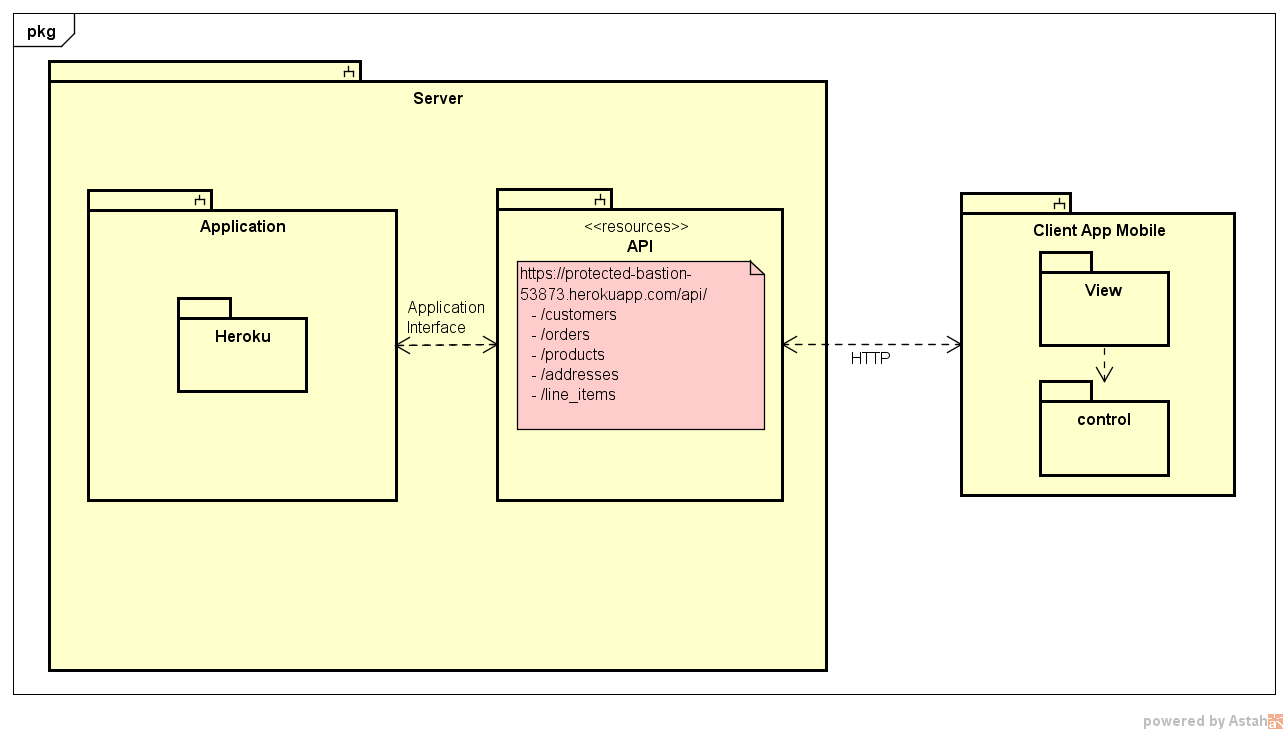 pkg
Server
Application
Heroku
Application
Interface
<<resources>>
API
https://protected-bastion-
53873.herokuapp.com/api/
- /customers
- /orders
- /products
- /addresses
- /line_items
HTTP
Client App Mobile
View
control
powered by Astah